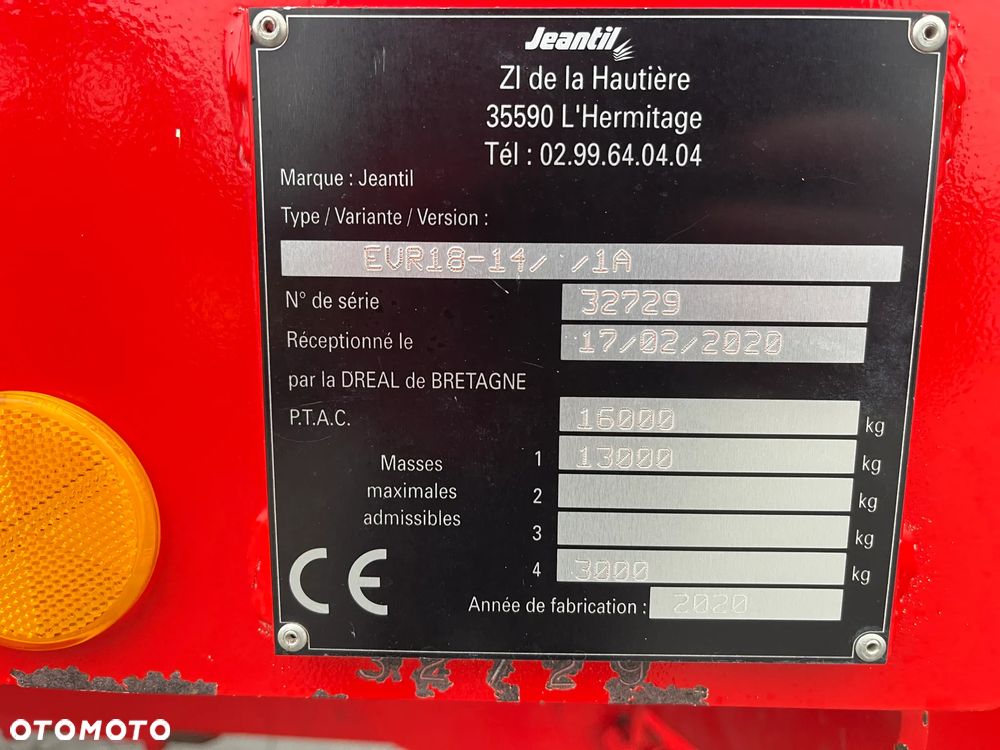 Jeantil
ZI de la Hautière
35590 L'Hermitage
Tél : 02.99.64.04.04
Marque : Jeantil
Type / Variante / Version :
EVR18-14/ /1A
N° de série 32729
Réceptionné le 17/02/2020
par la DREAL de BRETAGNE
P.T.A.C. 16000 kg
Masses maximales admissibles
1 13000 kg
2 kg
3 kg
4 3000 kg
CE
Année de fabrication : 2020
32729
OTOMOTO